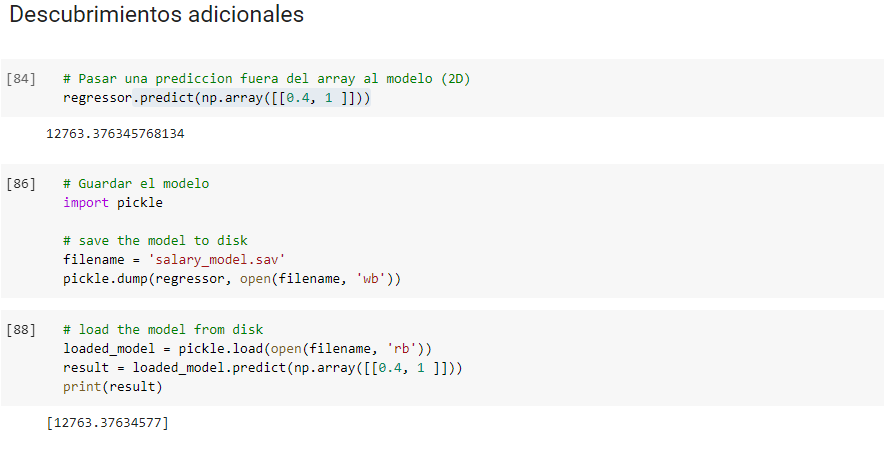 Descubrimientos adicionales
[84] # Pasar una prediccion fuera del array al modelo (2D)
regressor.predict(np.array([[0.4, 1 ]]))
12763.376345768134
[86] # Guardar el modelo
import pickle
# save the model to disk
filename = 'salary_model.sav'
pickle.dump(regressor, open(filename, 'wb'))
[88] # load the model from disk
loaded_model = pickle.load(open(filename, 'rb'))
result = loaded_model.predict(np.array([[0.4, 1 ]]))
print(result)
[12763.37634577]